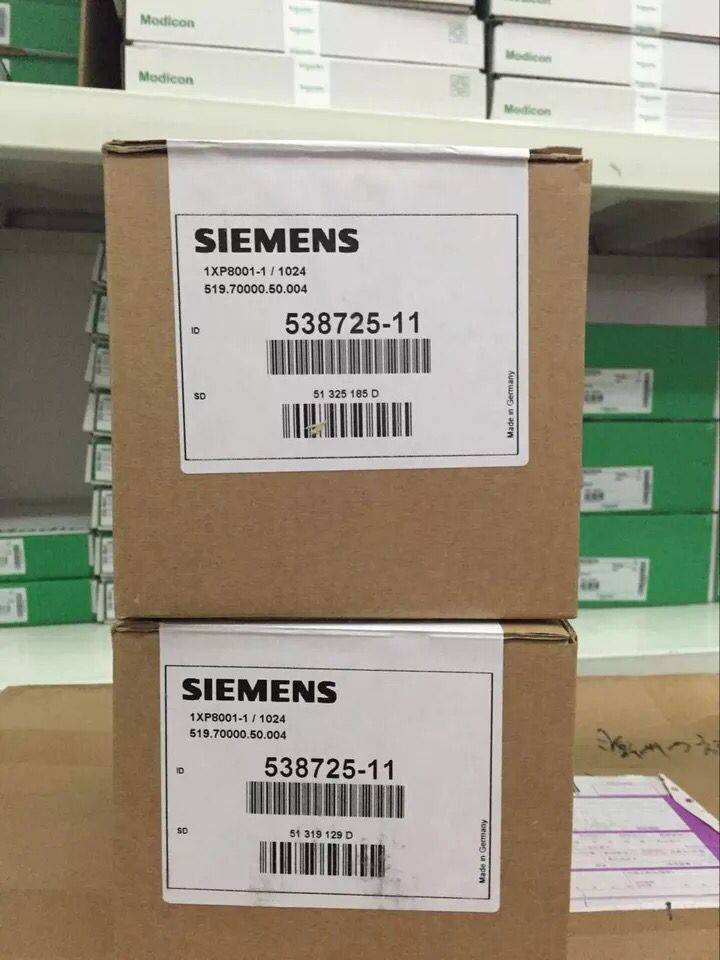 Modicon
Modicon
Modicon
Modicon
SIEMENS
1XP8001-1 / 1024
519.70000.50.004
ID
538725-11
SD
51 325 185 D
Made in Germany
SIEMENS
1XP8001-1 / 1024
519.70000.50.004
ID
538725-11
SD
51 319 129 D
Made in Germany